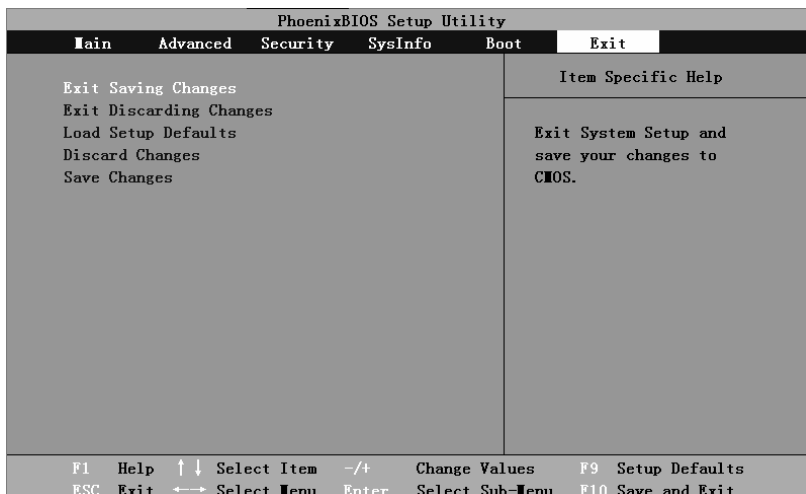 PhoenixBIOS Setup Utility
Main Advanced Security SysInfo Boot Exit
Item Specific Help
Exit Saving Changes
Exit Discarding Changes
Load Setup Defaults
Discard Changes
Save Changes
Exit System Setup and
save your changes to
CMOS.
F1 Help ↑ ↓ Select Item -/+ Change Values F9 Setup Defaults
ESC Exit ←→ Select Menu Enter Select Sub-Menu F10 Save and Exit